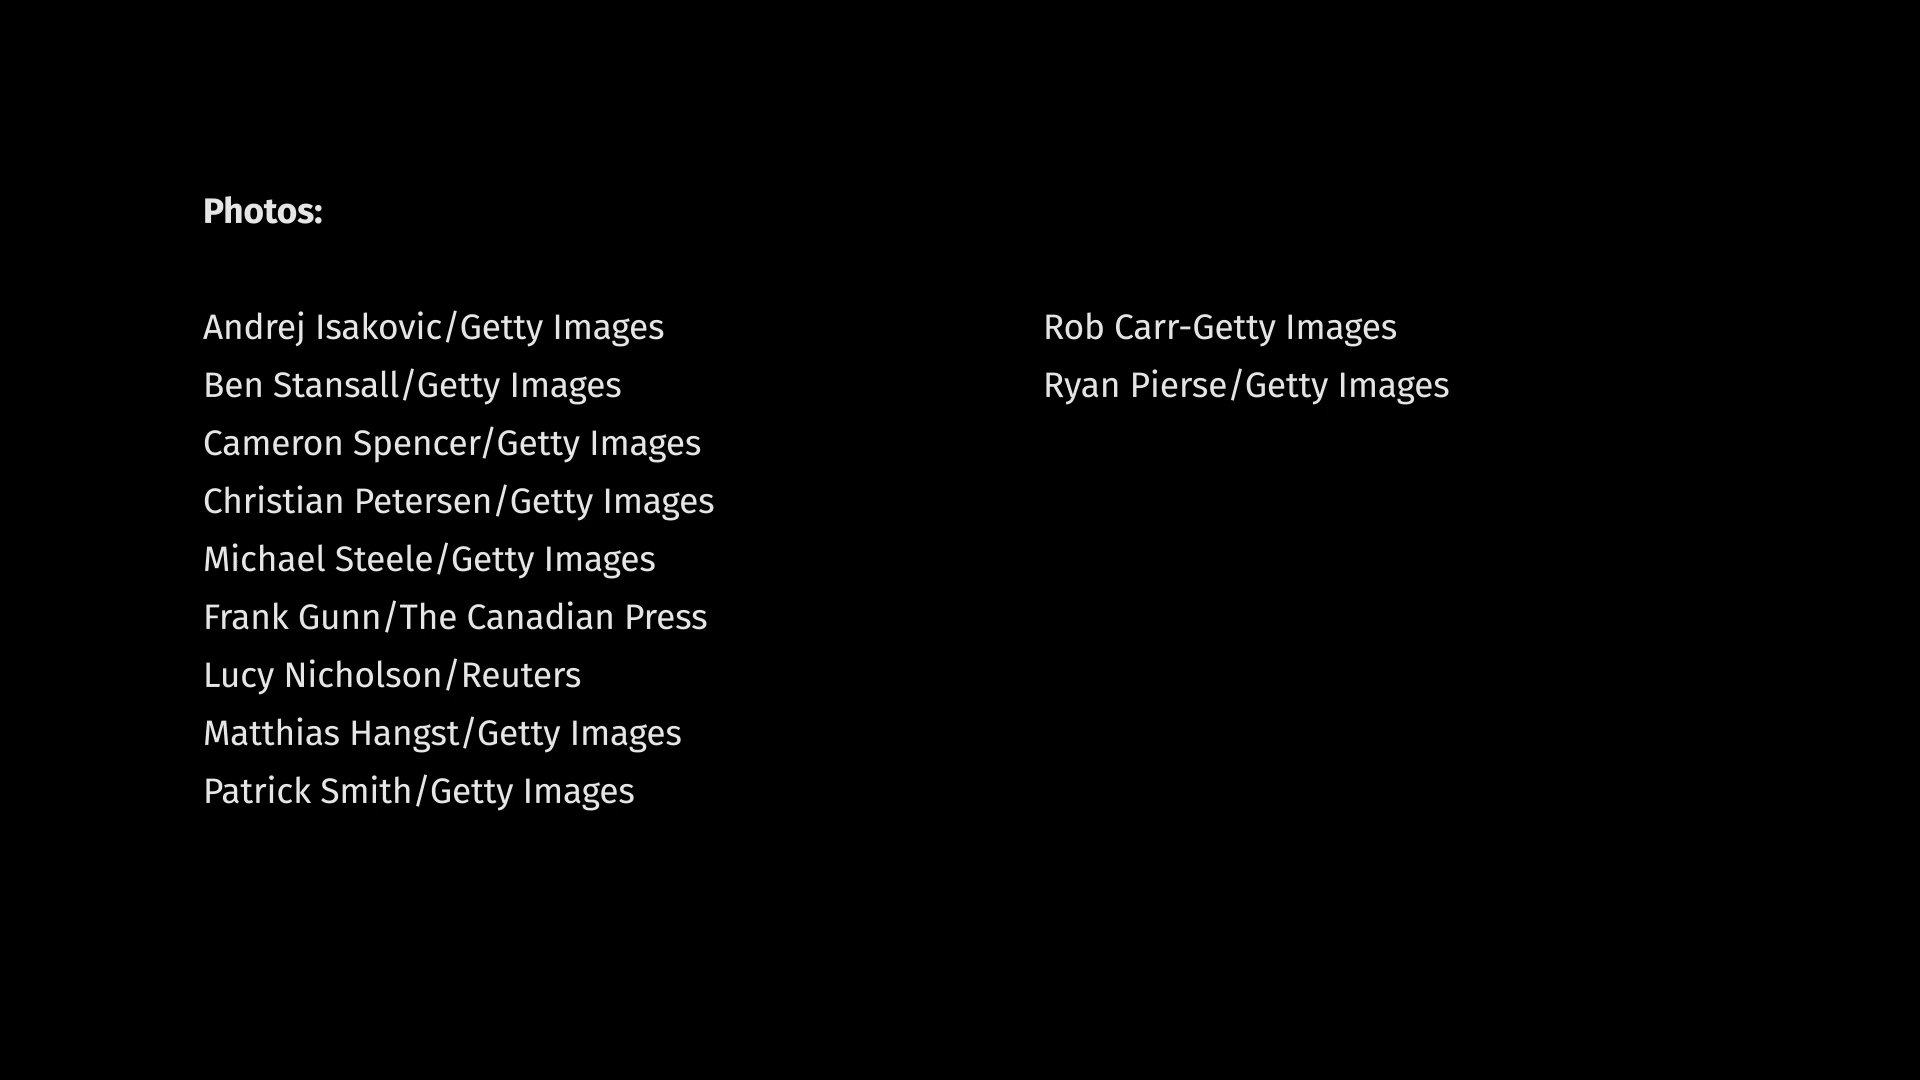 Photos:
Andrej Isakovic/Getty Images
Ben Stansall/Getty Images
Cameron Spencer/Getty Images
Christian Petersen/Getty Images
Michael Steele/Getty Images
Frank Gunn/The Canadian Press
Lucy Nicholson/Reuters
Matthias Hangst/Getty Images
Patrick Smith/Getty Images
Rob Carr-Getty Images
Ryan Pierse/Getty Images